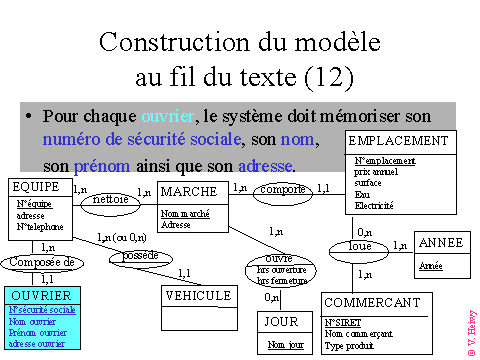 Construction du modèle
au fil du texte (12)
• Pour chaque ouvrier, le système doit mémoriser son
numéro de sécurité sociale, son nom,
son prénom ainsi que son adresse.
EMPLACEMENT
N°emplacement
prix annuel
surface
Eau
Electricité
EQUIPE
N°équipe
adresse
N°telephone
1,n
nettoie
1,n
MARCHE
Nom marché
Adresse
1,n
comporte
1,1
1,n
Composée de
1,1
1,n (ou 0,n)
possède
1,1
1,n
ouvre
hrs ouverture
hrs fermeture
0,n
0,n
loue
1,n
1,n
ANNEE
Année
OUVRIER
N°sécurité sociale
Nom ouvrier
Prénom ouvrier
adresse ouvrier
VEHICULE
JOUR
Nom jour
COMMERCANT
N°SIRET
Nom commerçant
Type produit
© V. Heiwy